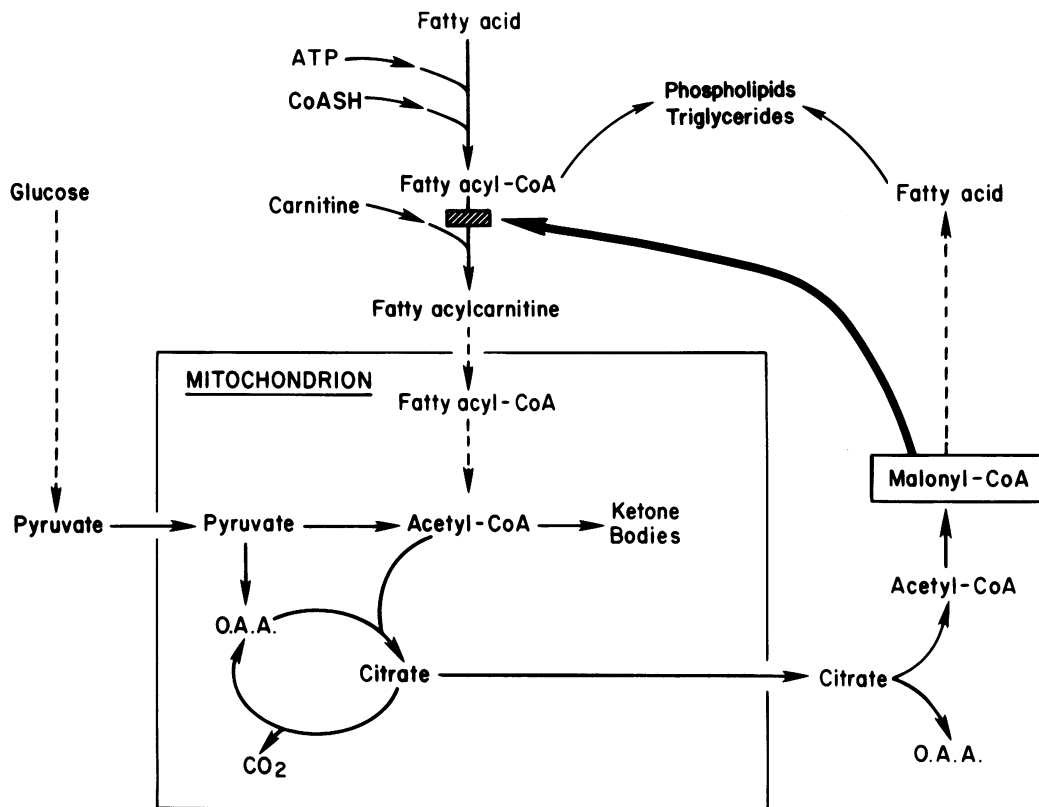 Fatty acid
ATP
CoASH
Phospholipids
Triglycerides
Fatty acyl-CoA
Glucose
Carnitine
Fatty acid
Fatty acylcarnitine
MITOCHONDRION
Fatty acyl-CoA
Malonyl-CoA
Pyruvate
Pyruvate
Acetyl-CoA
Ketone
Bodies
Acetyl-CoA
O.A.A.
Citrate
Citrate
O.A.A.
CO2